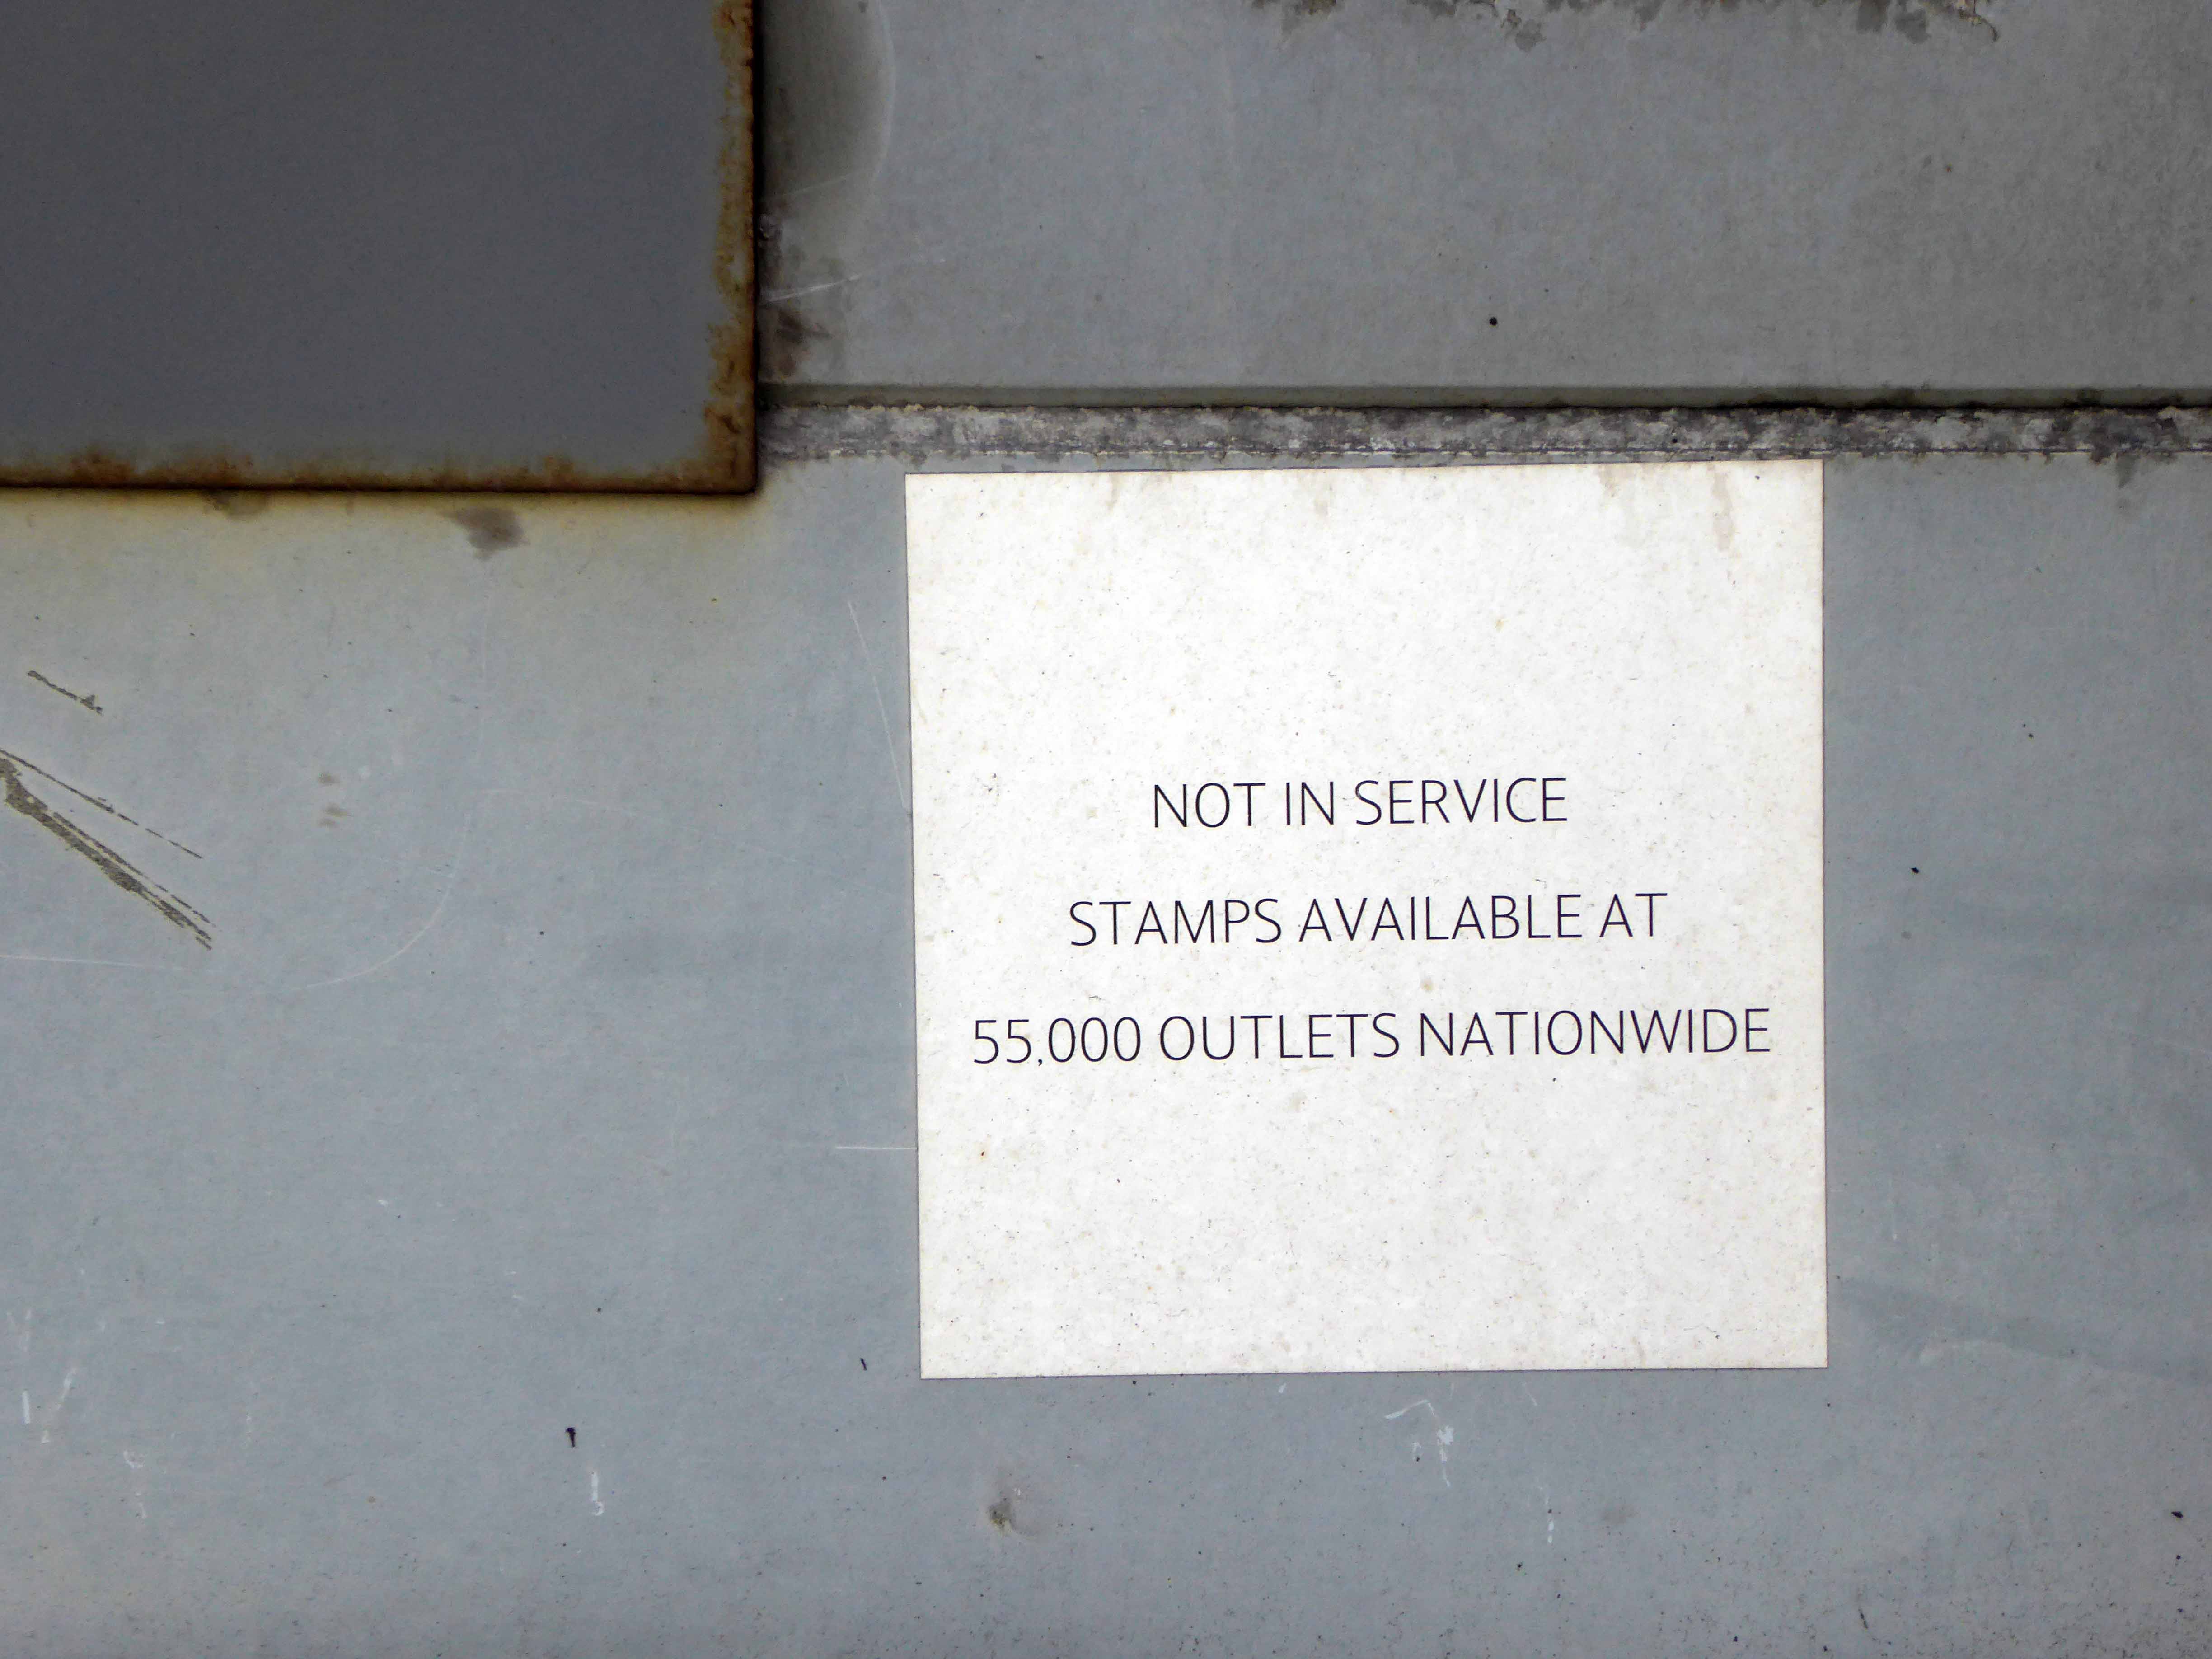 NOT IN SERVICE
STAMPS AVAILABLE AT
55,000 OUTLETS NATIONWIDE